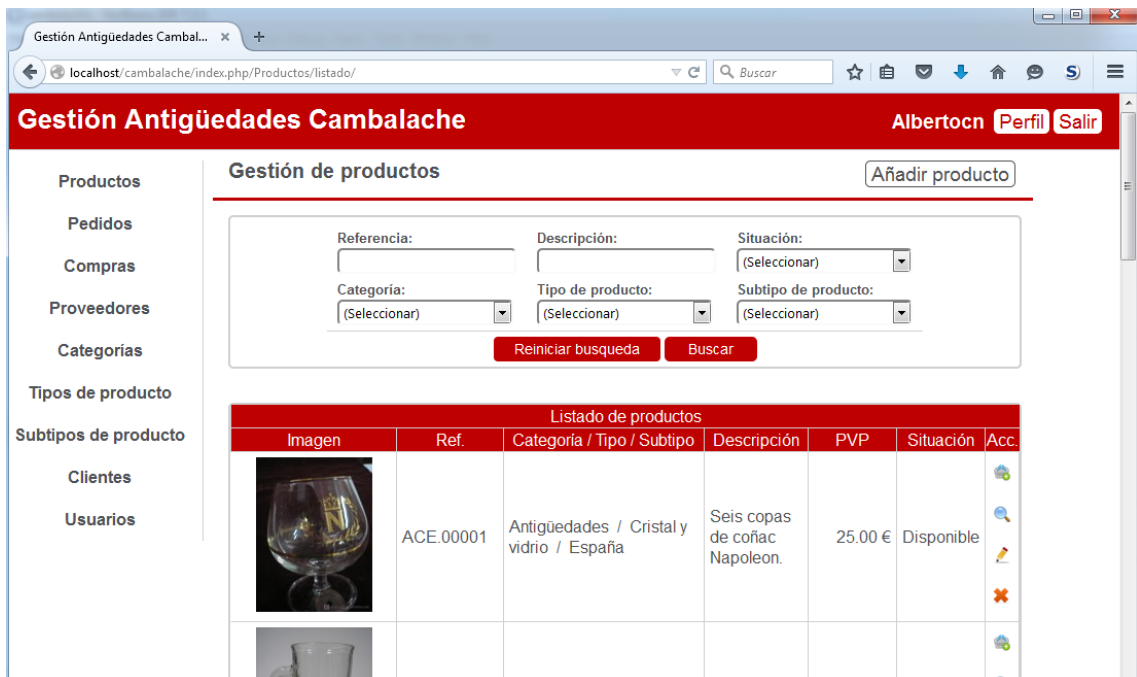 Gestión Antigüedades Cambal...
localhost/cambalache/index.php/Productos/listado/
Buscar
Gestión Antigüedades Cambalache
Albertocn Perfil Salir
Productos
Pedidos
Compras
Proveedores
Categorías
Tipos de producto
Subtipos de producto
Clientes
Usuarios
Gestión de productos
Añadir producto
Referencia: Descripción: Situación:
(Seleccionar)
Categoría: Tipo de producto: Subtipo de producto:
(Seleccionar) (Seleccionar) (Seleccionar)
Reiniciar busqueda Buscar
Listado de productos
Imagen Ref. Categoría / Tipo / Subtipo Descripción PVP Situación Acc.
N
ACE.00001
Antigüedades / Cristal y
vidrio / España
Seis copas
de coñac
Napoleon.
25.00 €
Disponible